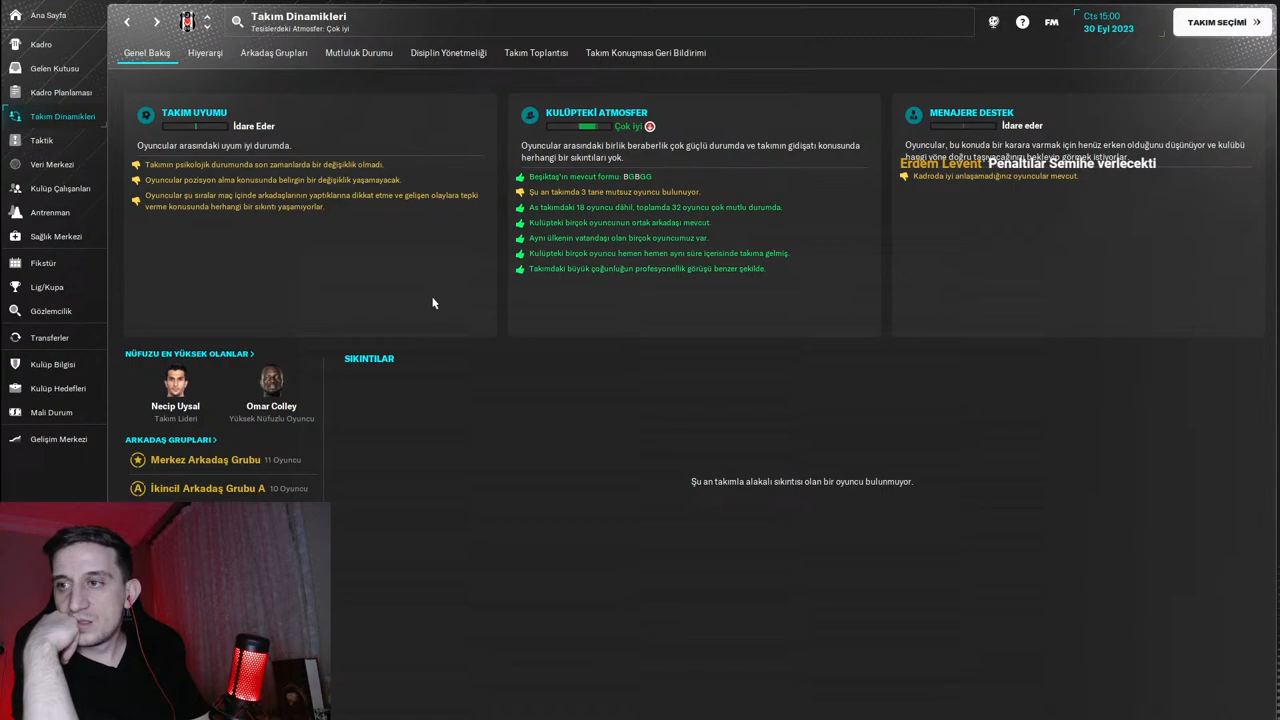 Ana Sayfa
Kadro
Gelen Kutusu
Kadro Planlaması
Takım Dinamikleri
Taktik
Veri Merkezi
Kulüp Çalışanları
Antrenman
Sağlık Merkezi
Fikstür
Lig/Kupa
Gözlemcilik
Transferler
Kulüp Bilgisi
Kulüp Hedefleri
Mali Durum
Gelişim Merkezi
Takım Dinamikleri
Tesislerdeki Atmosfer: Çok iyi
FM
Cts 15:00
30 Eyl 2023
TAKIM SEÇİMİ
Genel Bakış
Hiyerarşi
Arkadaş Grupları
Mutluluk Durumu
Disiplin Yönetmeliği
Takım Toplantısı
Takım Konuşması Geri Bildirimi
TAKIM UYUMU
İdare Eder
Oyuncular arasındaki uyum iyi durumda.
Takımın psikolojik durumunda son zamanlarda bir değişiklik olmadı.
Oyuncular pozisyon alma konusunda belirgin bir değişiklik yaşamayacak.
Oyuncular şu sıralar maç içinde arkadaşlarının yaptıklarına dikkat etme ve gelişen olaylara tepki
verme konusunda herhangi bir sıkıntı yaşamıyorlar.
KULÜPTEKİ ATMOSFER
Çok iyi
Oyuncular arasındaki birlik beraberlik çok güçlü durumda ve takımın gidişatı konusunda
herhangi bir sıkıntıları yok.
Beşiktaş'ın mevcut formu: BGBGG
Şu an takımda 3 tane mutsuz oyuncu bulunuyor.
As takımdaki 18 oyuncu dâhil, toplamda 32 oyuncu çok mutlu durumda.
Kulüpteki birçok oyuncunun ortak arkadaşı mevcut.
Aynı ülkenin vatandaşı olan birçok oyuncumuz var.
Kulüpteki birçok oyuncu hemen hemen aynı süre içerisinde takıma gelmiş.
Takımdaki büyük çoğunluğun profesyonellik görüşü benzer şekilde.
MENAJERE DESTEK
İdare eder
Oyuncular, bu konuda bir karara varmak için henüz erken olduğunu düşünüyor ve kulübü
hangi yöne doğru taşıyacağınızı bekleyip görmek istiyorlar.
Erdem Levent Penaltılar Semihe verlecekti
Kadroda iyi anlaşamadığınız oyuncular mevcut.
NÜFUZU EN YÜKSEK OLANLAR
Necip Uysal
Takım Lideri
Omar Colley
Yüksek Nüfuzlu Oyuncu
ARKADAŞ GRUPLARI
Merkez Arkadaş Grubu 11 Oyuncu
A İkincil Arkadaş Grubu A 10 Oyuncu
SIKINTILAR
Şu an takımla alakalı sıkıntısı olan bir oyuncu bulunmuyor.